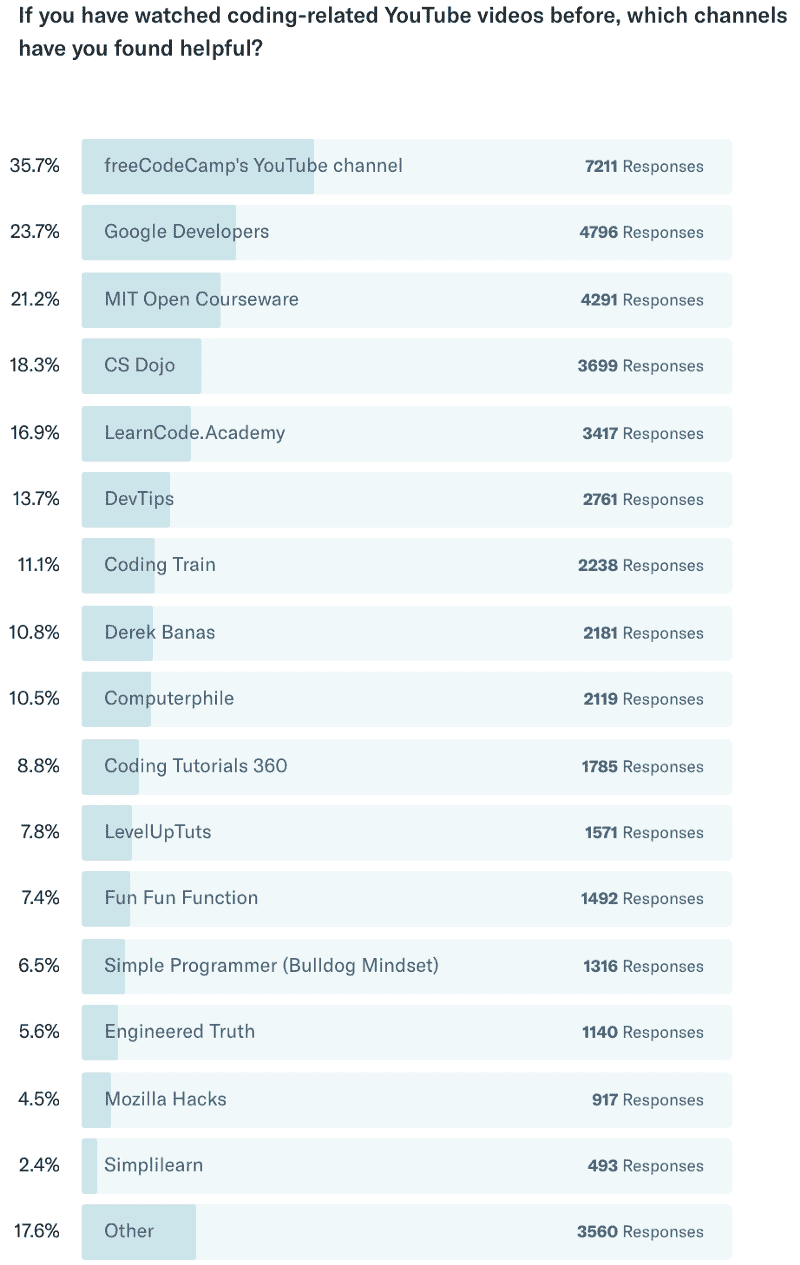 If you have watched coding-related YouTube videos before, which channels
have you found helpful?
35.7% freeCodeCamp's YouTube channel 7211 Responses
23.7% Google Developers 4796 Responses
21.2% MIT Open Courseware 4291 Responses
18.3% CS Dojo 3699 Responses
16.9% LearnCode.Academy 3417 Responses
13.7% DevTips 2761 Responses
11.1% Coding Train 2238 Responses
10.8% Derek Banas 2181 Responses
10.5% Computerphile 2119 Responses
8.8% Coding Tutorials 360 1785 Responses
7.8% LevelUpTuts 1571 Responses
7.4% Fun Fun Function 1492 Responses
6.5% Simple Programmer (Bulldog Mindset) 1316 Responses
5.6% Engineered Truth 1140 Responses
4.5% Mozilla Hacks 917 Responses
2.4% Simplilearn 493 Responses
17.6% Other 3560 Responses